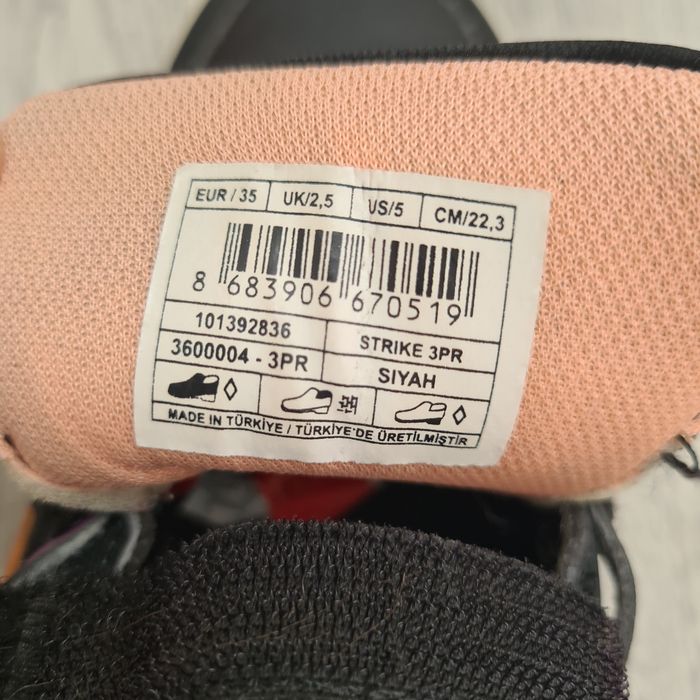 EUR / 35 UK/2,5 US/5 CM/22,3
8 683906 670519
101392836 STRIKE 3PR
3600004 - 3PR SIYAH
MADE IN TÜRKİYE / TÜRKİYE'DE ÜRETİLMİŞTİR